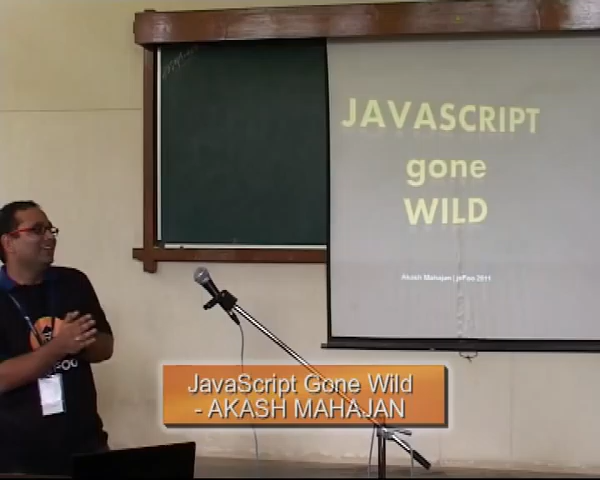 JAVASCRIPT
gone
WILD
Akash Mahajan | jsFoo 2011
JavaScript Gone Wild
- AKASH MAHAJAN